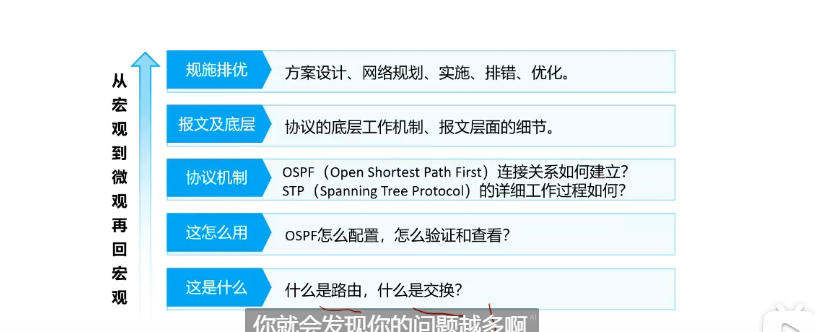 从宏观到微观再回宏观
规施排优
方案设计、网络规划、实施、排错、优化。
报文及底层
协议的底层工作机制、报文层面的细节。
协议机制
OSPF（Open Shortest Path First）连接关系如何建立？
STP（Spanning Tree Protocol）的详细工作过程如何？
这怎么用
OSPF怎么配置，怎么验证和查看？
这是什么
什么是路由，什么是交换？
你就会发现你的问题越多啊